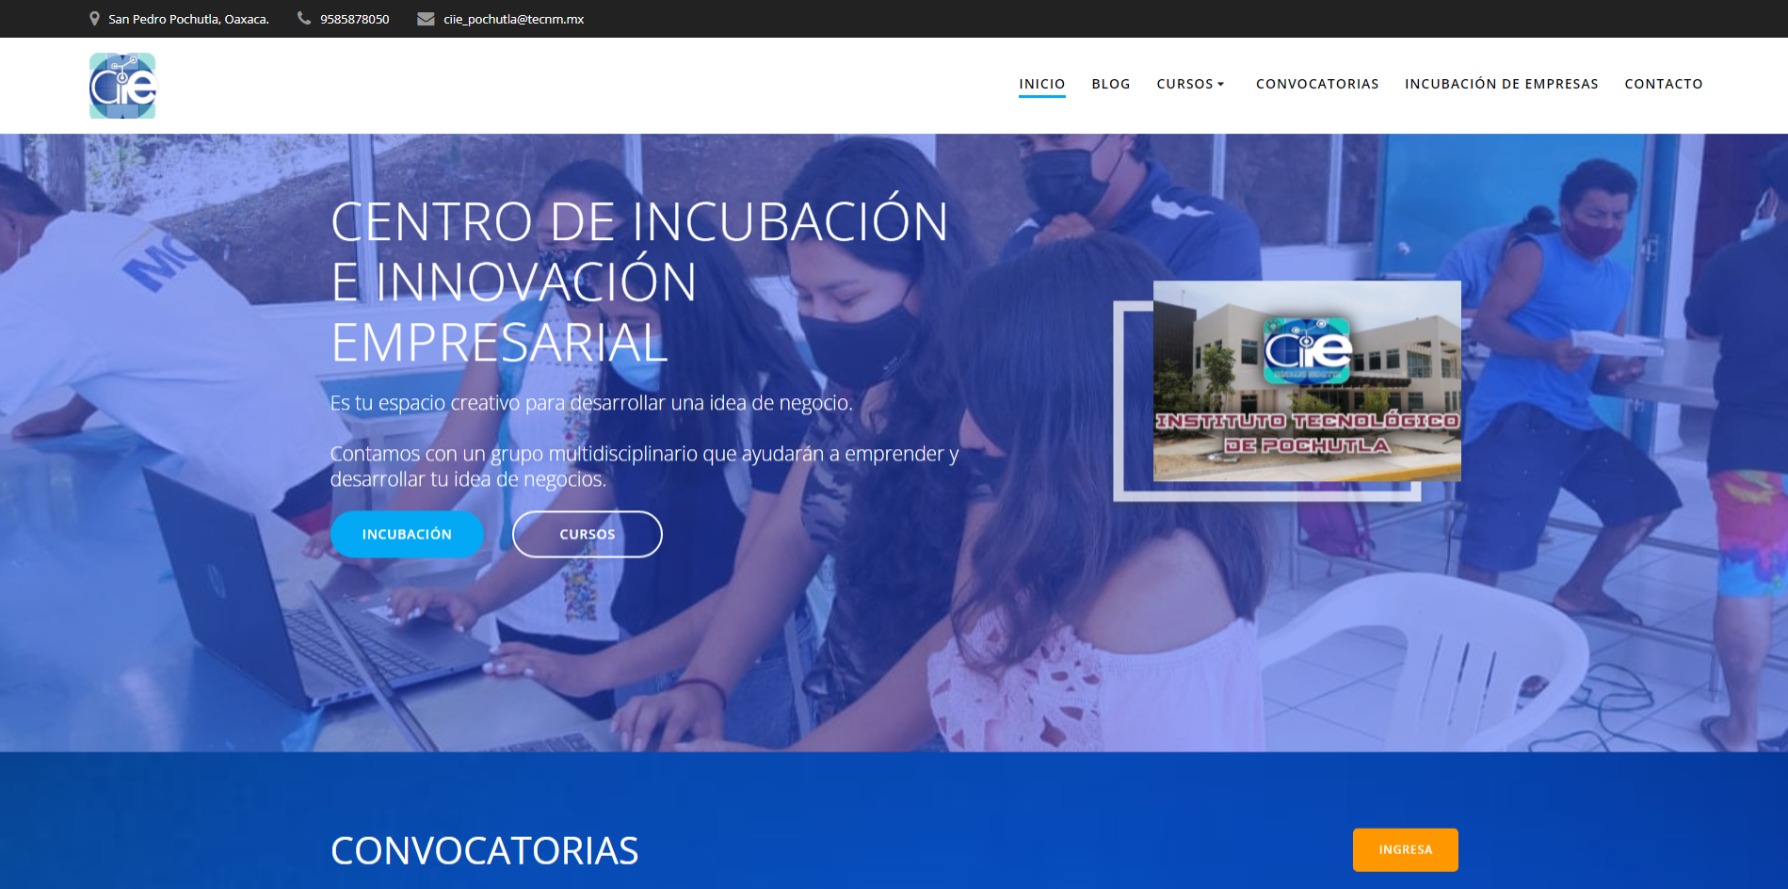 San Pedro Pochutla, Oaxaca.
9585878050
ciie_pochutla@tecnm.mx
ciie
INICIO
BLOG
CURSOS
CONVOCATORIAS
INCUBACIÓN DE EMPRESAS
CONTACTO
MC
CENTRO DE INCUBACIÓN
E INNOVACIÓN
EMPRESARIAL
Es tu espacio creativo para desarrollar una idea de negocio.
Contamos con un grupo multidisciplinario que ayudarán a emprender y
desarrollar tu idea de negocios.
INCUBACIÓN
CURSOS
ciie
INSTITUTO TECNOLÓGICO
DE POCHUTLA
CONVOCATORIAS
INGRESA